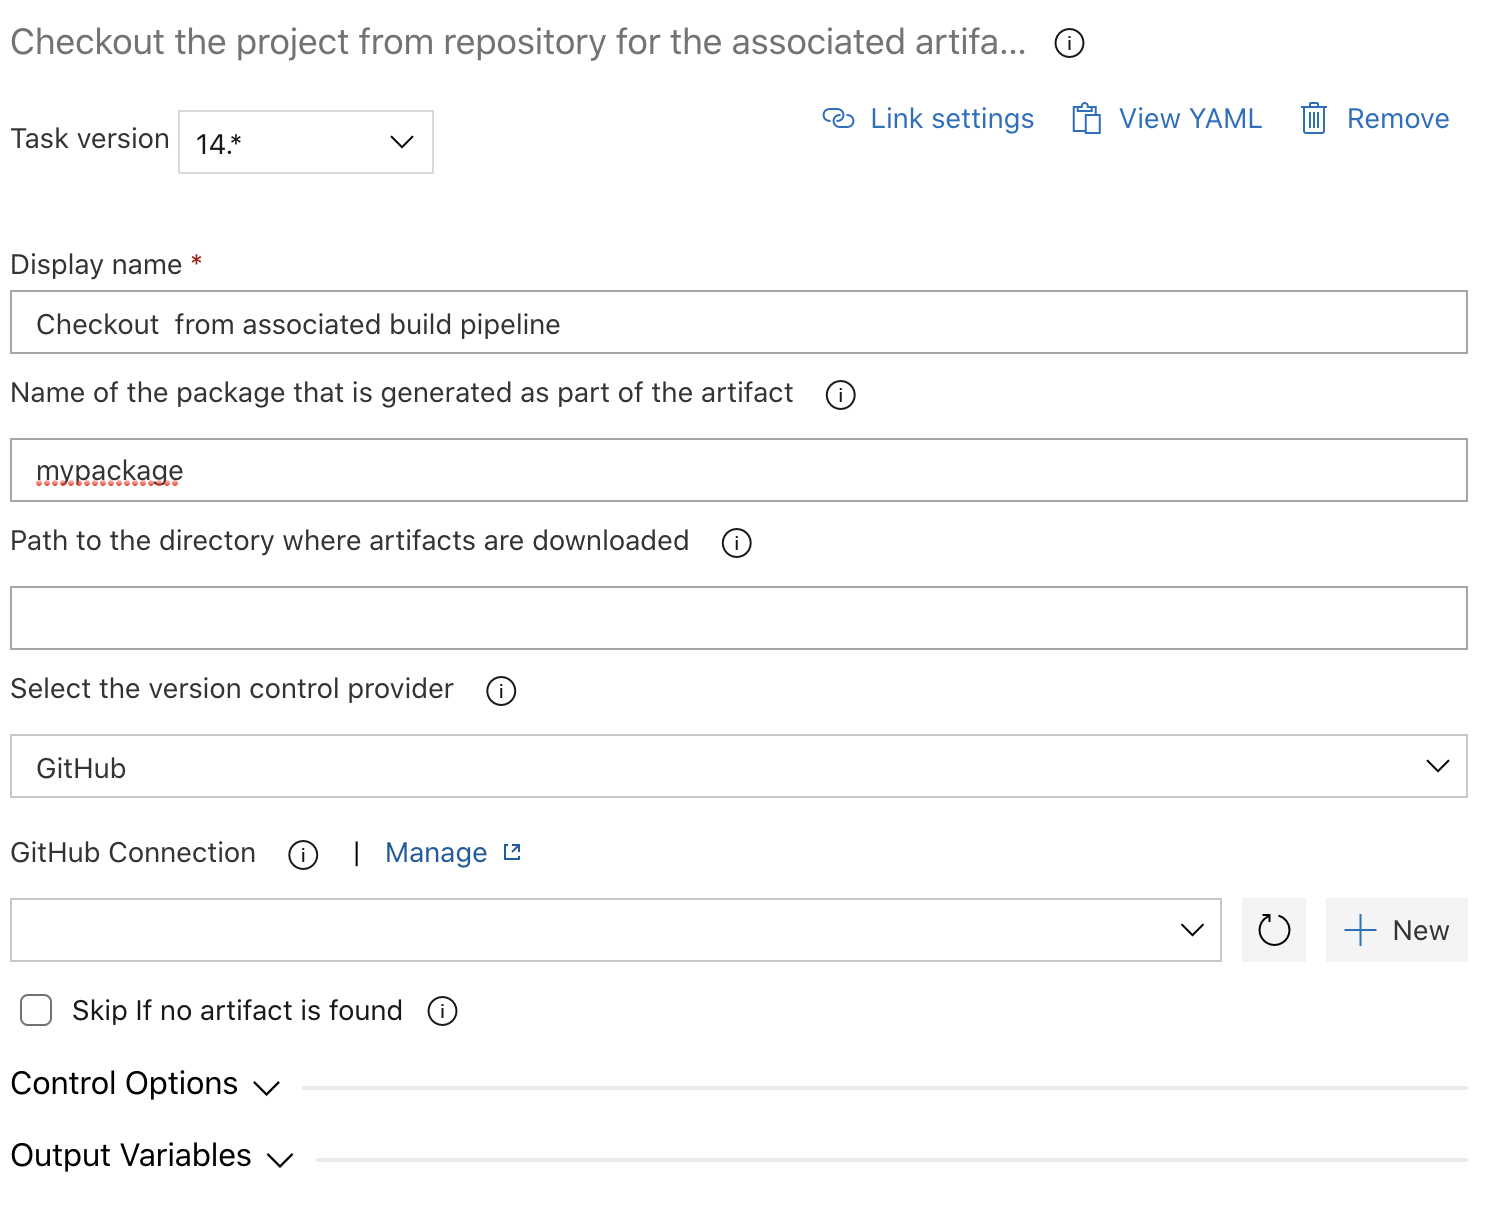 Checkout the project from repository for the associated artifa...
Link settings View YAML Remove
Task version 14.*
Display name *
Checkout  from associated build pipeline
Name of the package that is generated as part of the artifact
mypackage
Path to the directory where artifacts are downloaded
Select the version control provider
GitHub
GitHub Connection | Manage
New
Skip If no artifact is found
Control Options
Output Variables